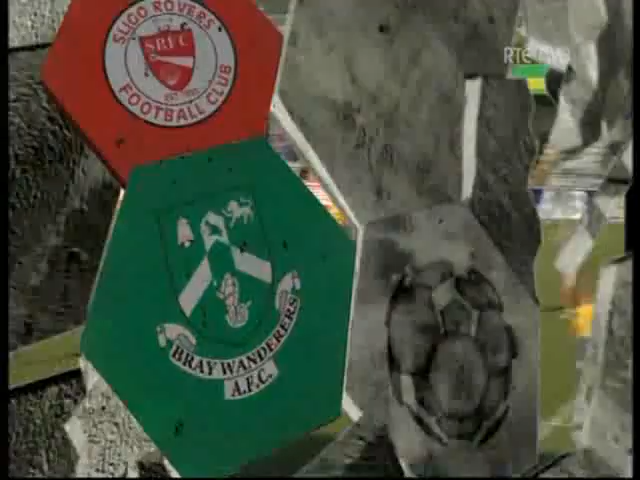 SLIGO ROVERS
SRFC
FOOTBALL CLUB
RTÉ
BRAY WANDERERS
A.F.C.